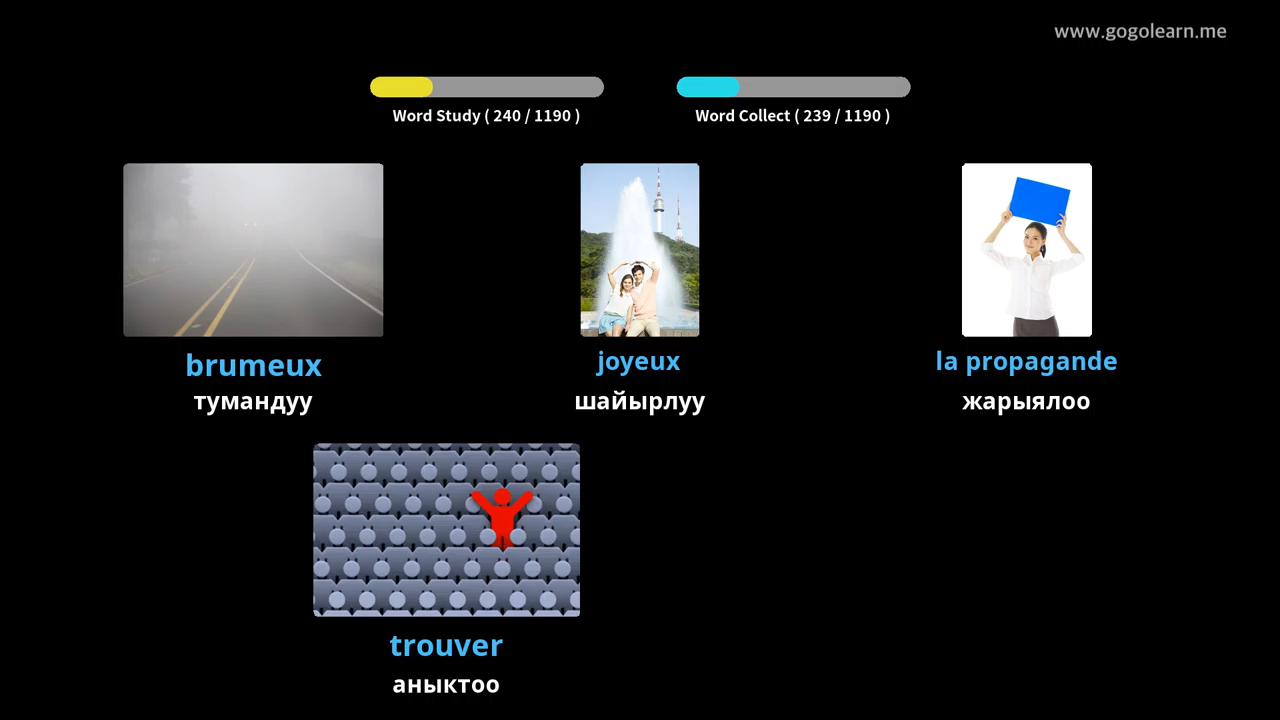 www.gogolearn.me
Word Study ( 240 / 1190 )
Word Collect ( 239 / 1190 )
brumeux
тумандуу
joyeux
шайырлуу
la propagande
жарыялоо
trouver
аныктоо